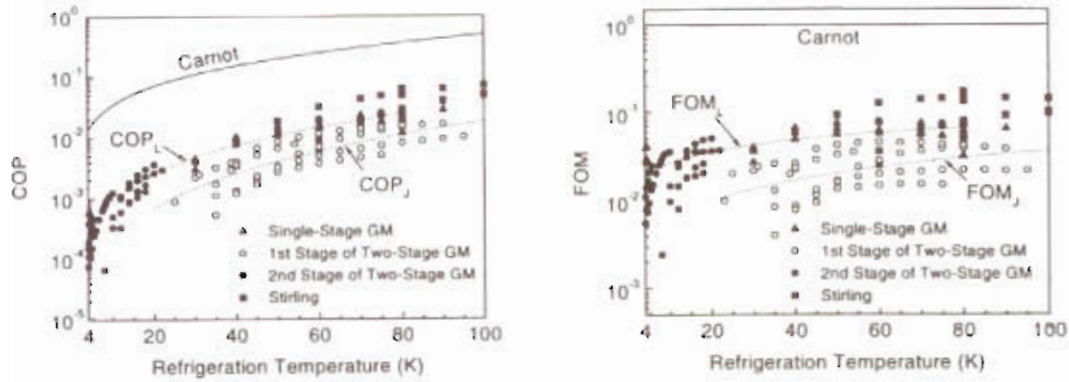 10⁰
10⁻¹
10⁻²
10⁻³
10⁻⁴
10⁻⁵
COP
Carnot
COP_L
COP_J
Single-Stage GM
1st Stage of Two-Stage GM
2nd Stage of Two-Stage GM
Stirling
4 20 40 60 80 100
Refrigeration Temperature (K)
10⁰
10⁻¹
10⁻²
10⁻³
FOM
Carnot
FOM_L
FOM_J
Single-Stage GM
1st Stage of Two-Stage GM
2nd Stage of Two-Stage GM
Stirling
4 20 40 60 80 100
Refrigeration Temperature (K)